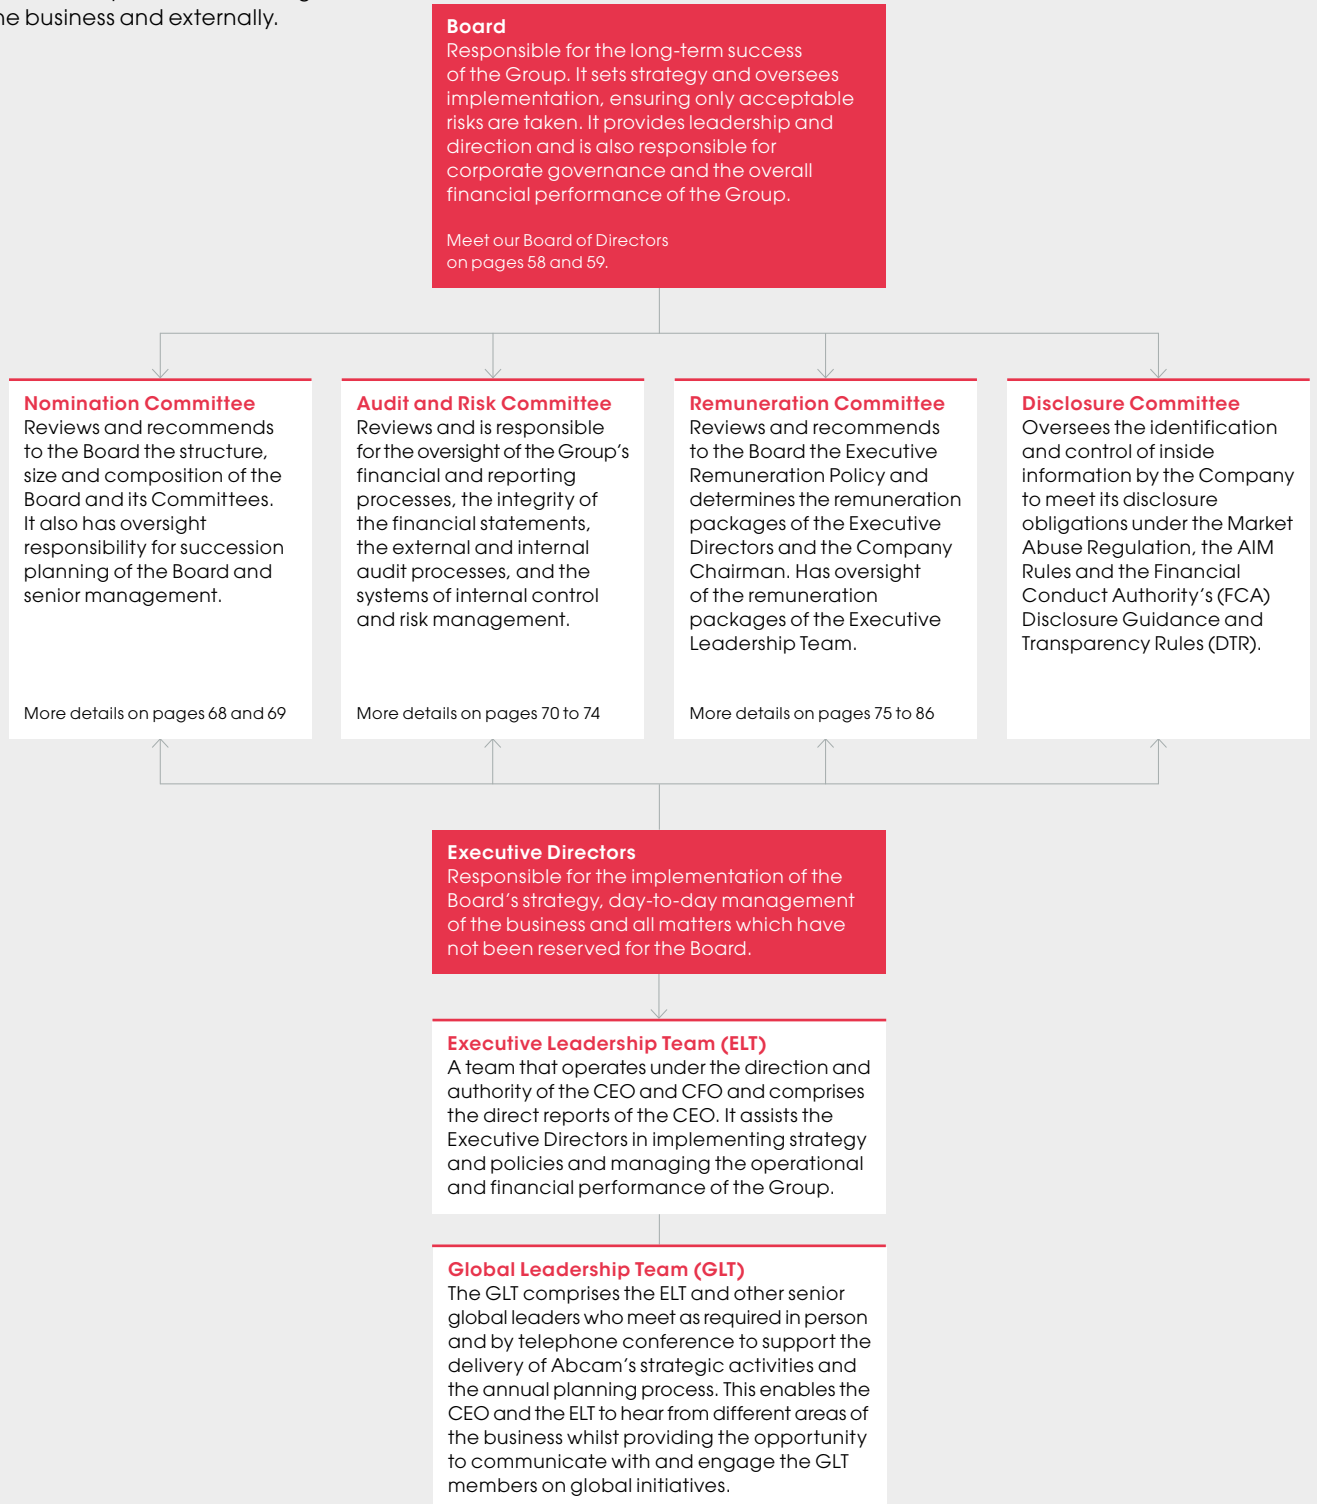 he business and externally.
Board
Responsible for the long-term success
of the Group. It sets strategy and oversees
implementation, ensuring only acceptable
risks are taken. It provides leadership and
direction and is also responsible for
corporate governance and the overall
financial performance of the Group.
Meet our Board of Directors
on pages 58 and 59.
Nomination Committee
Reviews and recommends
to the Board the structure,
size and composition of the
Board and its Committees.
It also has oversight
responsibility for succession
planning of the Board and
senior management.
More details on pages 68 and 69
Audit and Risk Committee
Reviews and is responsible
for the oversight of the Group's
financial and reporting
processes, the integrity of
the financial statements,
the external and internal
audit processes, and the
systems of internal control
and risk management.
More details on pages 70 to 74
Remuneration Committee
Reviews and recommends
to the Board the Executive
Remuneration Policy and
determines the remuneration
packages of the Executive
Directors and the Company
Chairman. Has oversight
of the remuneration
packages of the Executive
Leadership Team.
More details on pages 75 to 86
Disclosure Committee
Oversees the identification
and control of inside
information by the Company
to meet its disclosure
obligations under the Market
Abuse Regulation, the AIM
Rules and the Financial
Conduct Authority's (FCA)
Disclosure Guidance and
Transparency Rules (DTR).
Executive Directors
Responsible for the implementation of the
Board's strategy, day-to-day management
of the business and all matters which have
not been reserved for the Board.
Executive Leadership Team (ELT)
A team that operates under the direction and
authority of the CEO and CFO and comprises
the direct reports of the CEO. It assists the
Executive Directors in implementing strategy
and policies and managing the operational
and financial performance of the Group.
Global Leadership Team (GLT)
The GLT comprises the ELT and other senior
global leaders who meet as required in person
and by telephone conference to support the
delivery of Abcam's strategic activities and
the annual planning process. This enables the
CEO and the ELT to hear from different areas of
the business whilst providing the opportunity
to communicate with and engage the GLT
members on global initiatives.